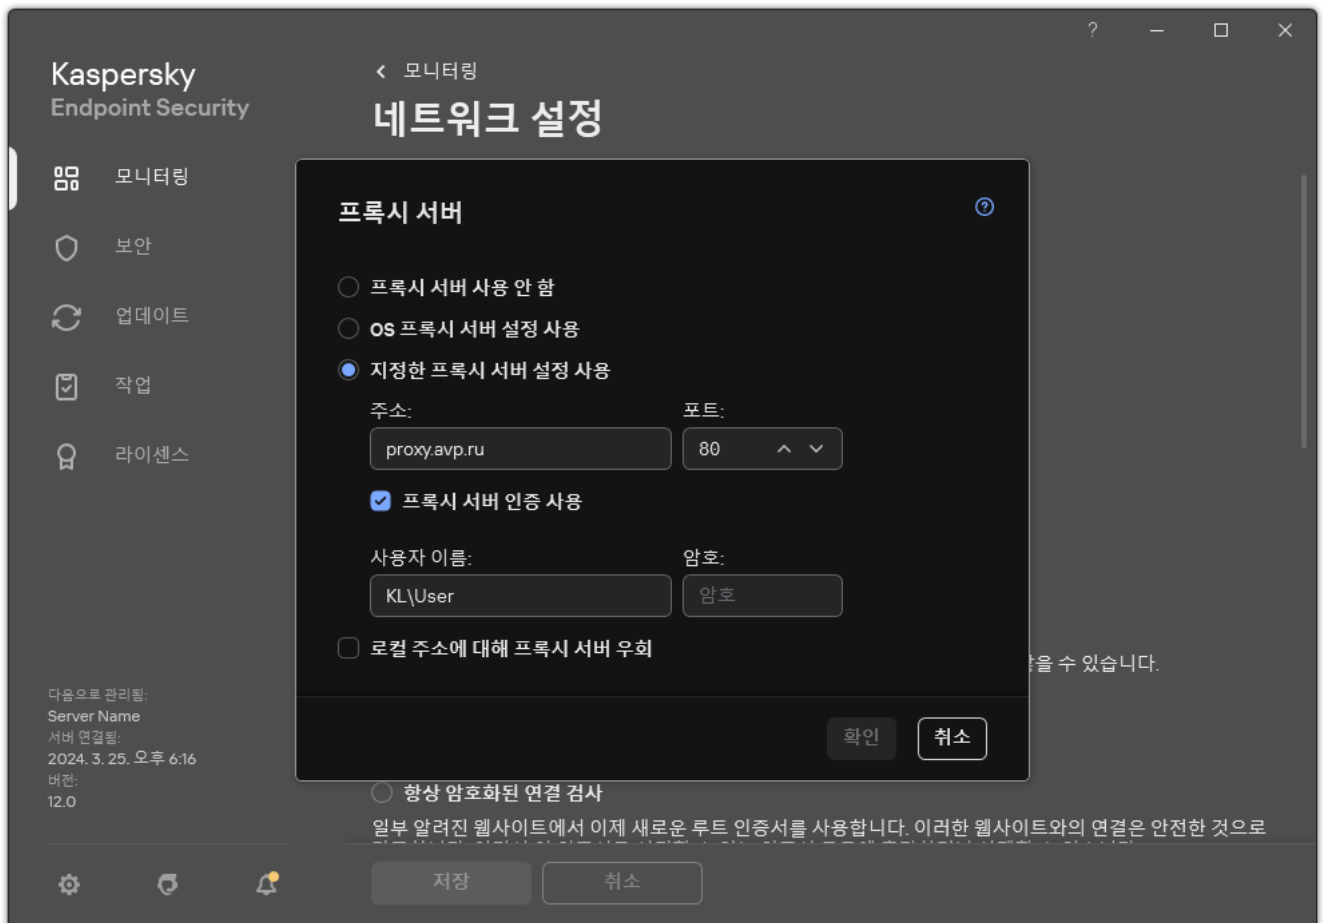 ?
Kaspersky
Endpoint Security
모니터링
네트워크 설정
모니터링
보안
업데이트
작업
라이센스
프록시 서버
?
프록시 서버 사용 안 함
OS 프록시 서버 설정 사용
지정한 프록시 서버 설정 사용
주소: 포트:
proxy.avp.ru 80
프록시 서버 인증 사용
사용자 이름: 암호:
KL\User 암호
로컬 주소에 대해 프록시 서버 우회
을 수 있습니다.
확인 취소
다음으로 관리됨:
Server Name
서버 연결됨:
2024. 3. 25. 오후 6:16
버전:
12.0
항상 암호화된 연결 검사
일부 알려진 웹사이트에서 이제 새로운 루트 인증서를 사용합니다. 이러한 웹사이트와의 연결은 안전한 것으로
저장 취소